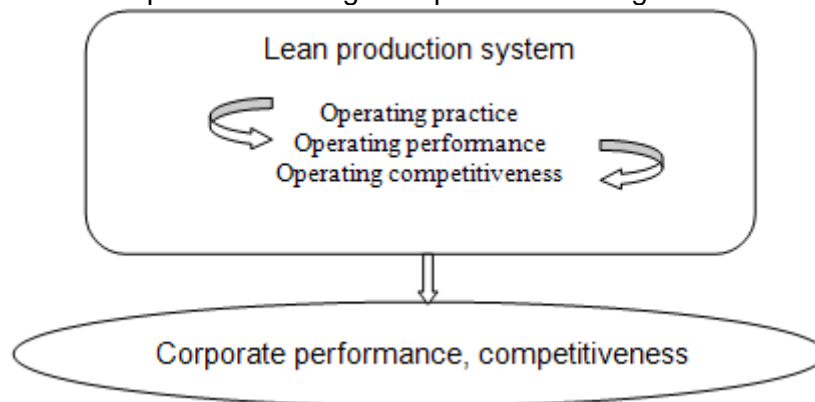 Lean production system
Operating practice
Operating performance
Operating competitiveness
Corporate performance, competitiveness